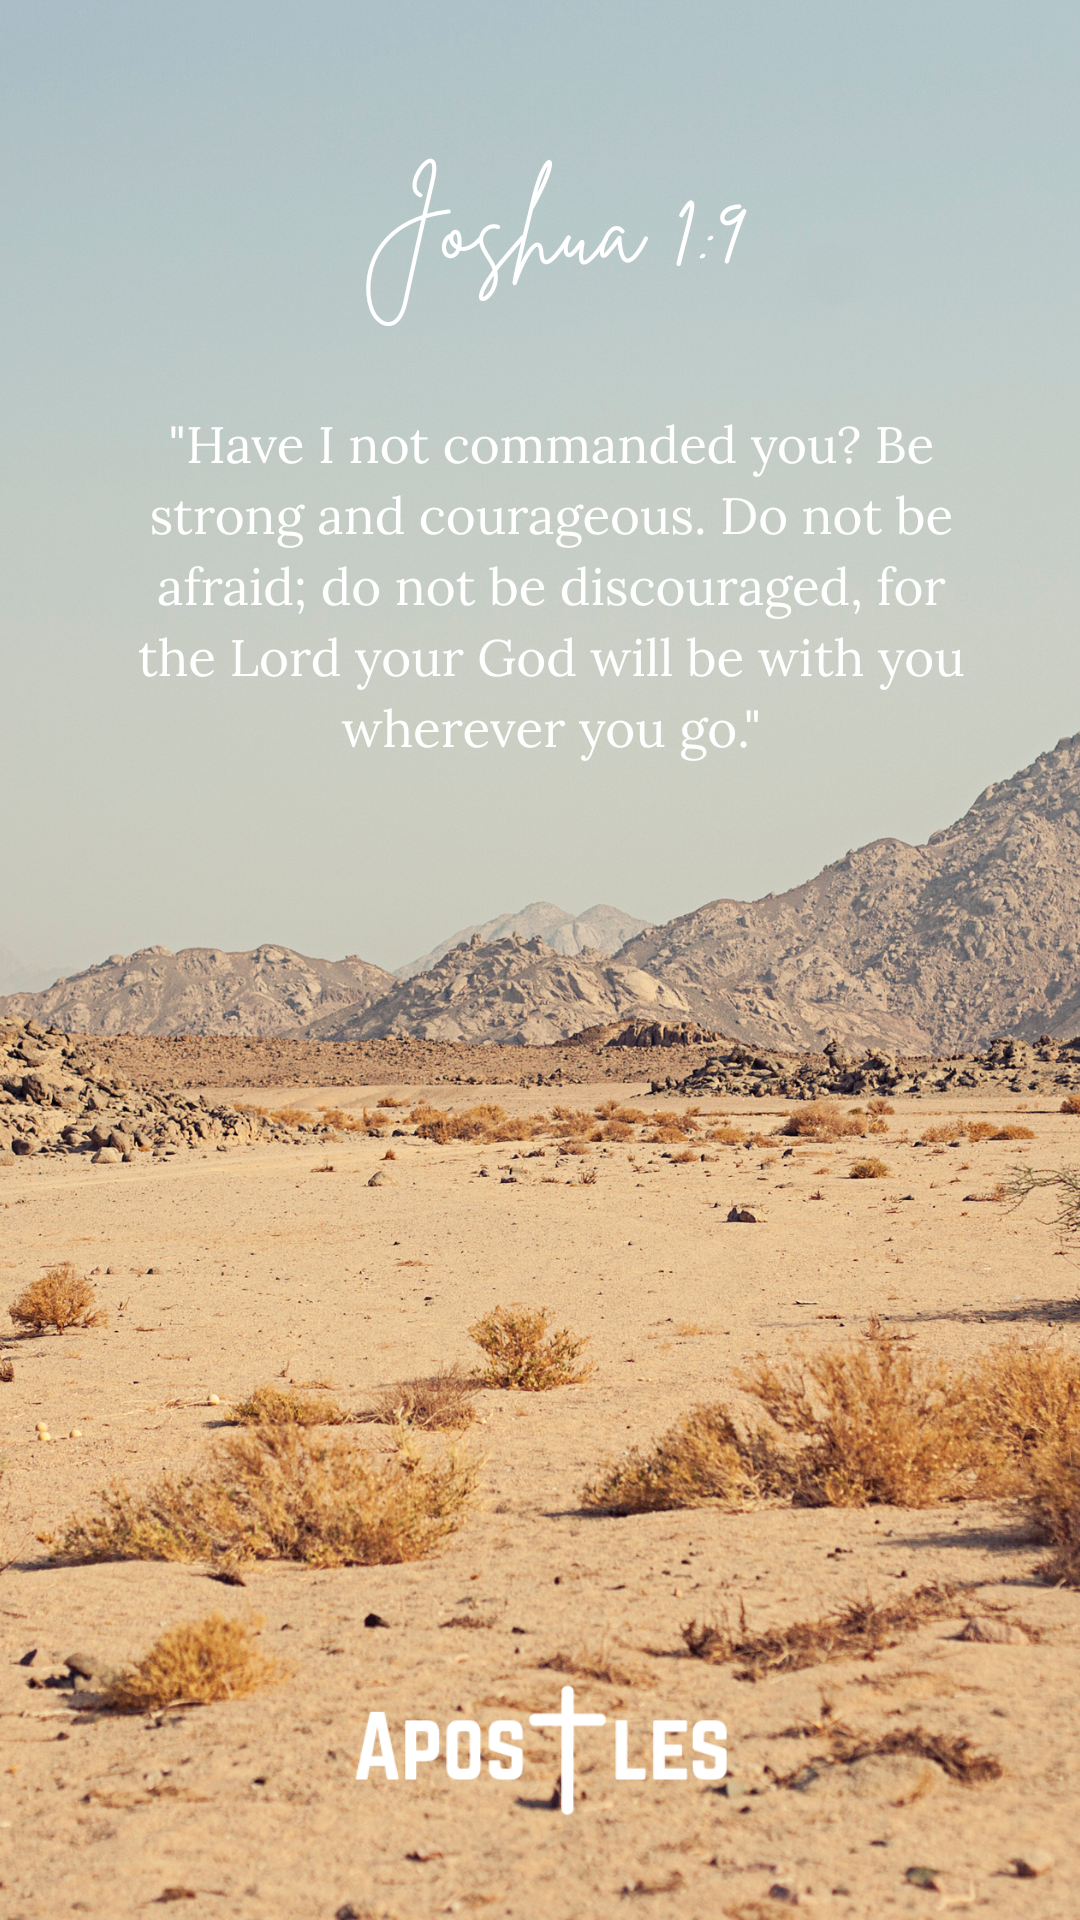 Joshua 1:9
"Have I not commanded you? Be
strong and courageous. Do not be
afraid; do not be discouraged, for
the Lord your God will be with you
wherever you go."
APOSTLES